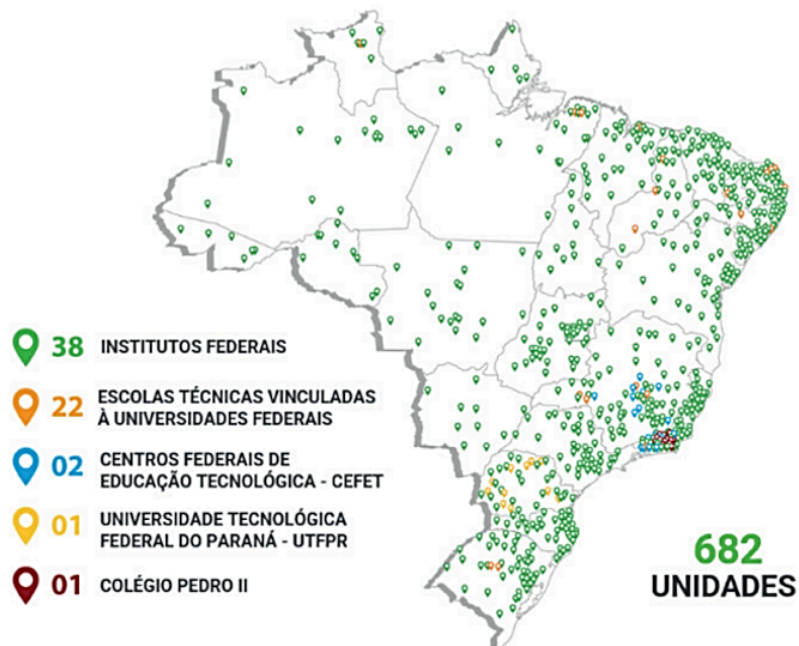 38 INSTITUTOS FEDERAIS
22 ESCOLAS TÉCNICAS VINCULADAS
À UNIVERSIDADES FEDERAIS
02 CENTROS FEDERAIS DE
EDUCAÇÃO TECNOLÓGICA - CEFET
01 UNIVERSIDADE TECNOLÓGICA
FEDERAL DO PARANÁ - UTFPR
01 COLÉGIO PEDRO II
682
UNIDADES